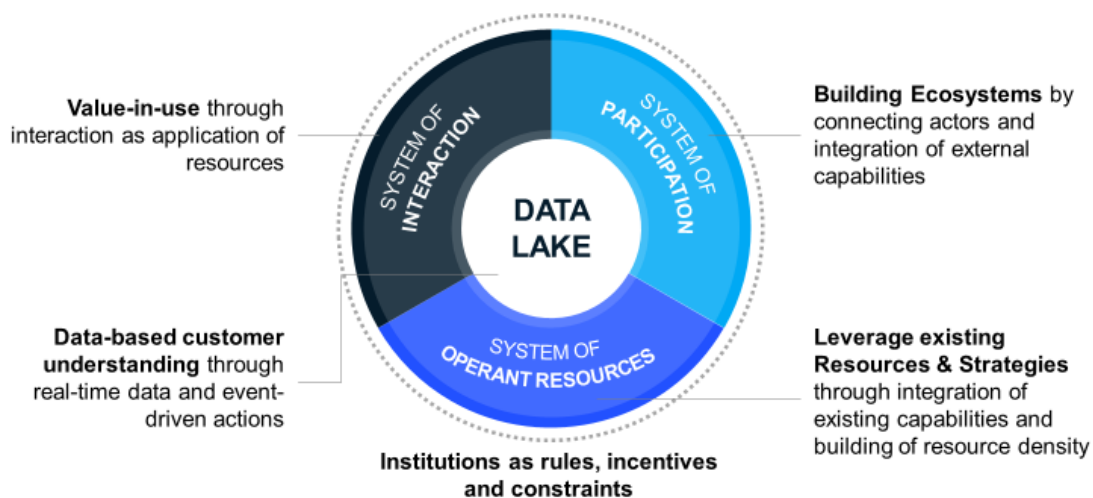 Value-in-use through
interaction as application of
resources
Data-based customer
understanding through
real-time data and event-
driven actions
SYSTEM OF
INTERACTION
SYSTEM OF
PARTICIPATION
DATA
LAKE
SYSTEM OF
OPERANT RESOURCES
Building Ecosystems by
connecting actors and
integration of external
capabilities
Leverage existing
Resources & Strategies
through integration of
existing capabilities and
building of resource density
Institutions as rules, incentives
and constraints